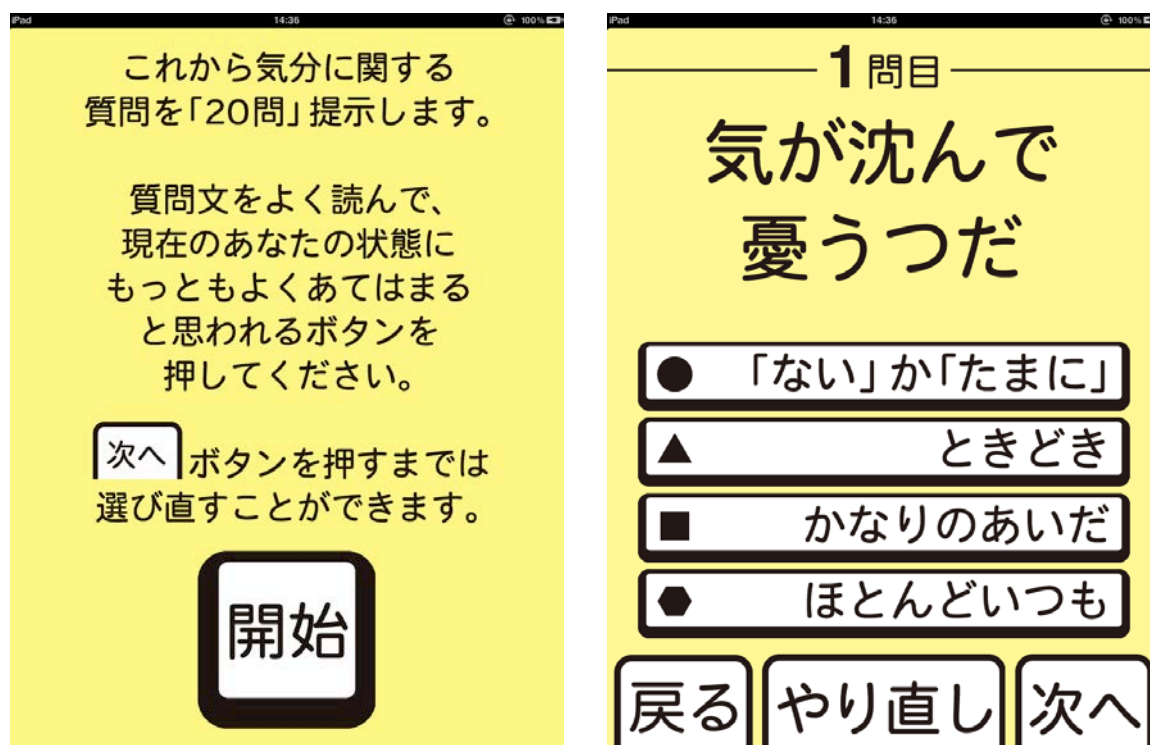 iPad
14:36
100%
これから気分に関する
質問を「20問」提示します。
質問文をよく読んで、
現在のあなたの状態に
もっともよくあてはまる
と思われるボタンを
押してください。
次へ ボタンを押すまでは
選び直すことができます。
開始
iPad
14:36
100%
1問目
気が沈んで
憂うつだ
「ない」か「たまに」
ときどき
かなりのあいだ
ほとんどいつも
戻る やり直し 次へ